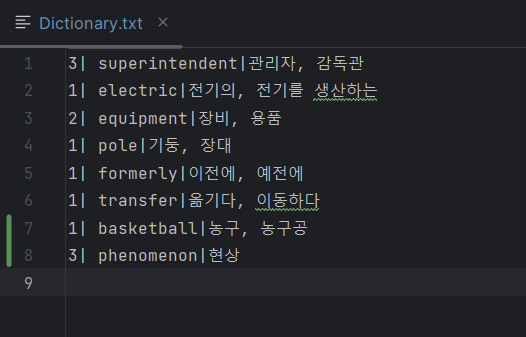 Dictionary.txt
1 3| superintendent|관리자, 감독관
2 1| electric|전기의, 전기를 생산하는
3 2| equipment|장비, 용품
4 1| pole|기둥, 장대
5 1| formerly|이전에, 예전에
6 1| transfer|옮기다, 이동하다
7 1| basketball|농구, 농구공
8 3| phenomenon|현상
9